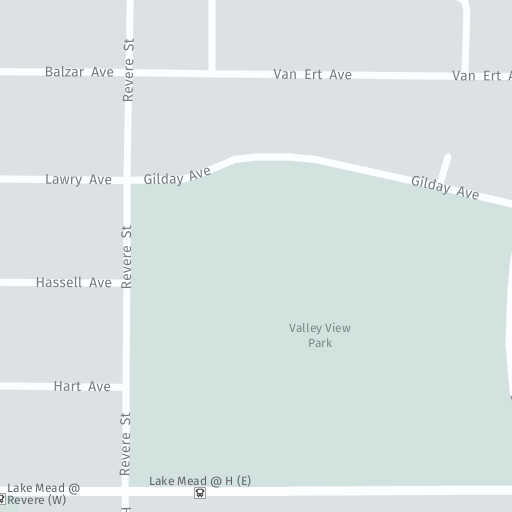 Revere St
Balzar Ave
Van Ert Ave
Van Ert A
Lawry Ave
Gilday Ave
Gilday Ave
Revere St
Hassell Ave
Valley View
Park
Hart Ave
Revere St
Lake Mead @ H (E)
Lake Mead @
Revere (W)
H